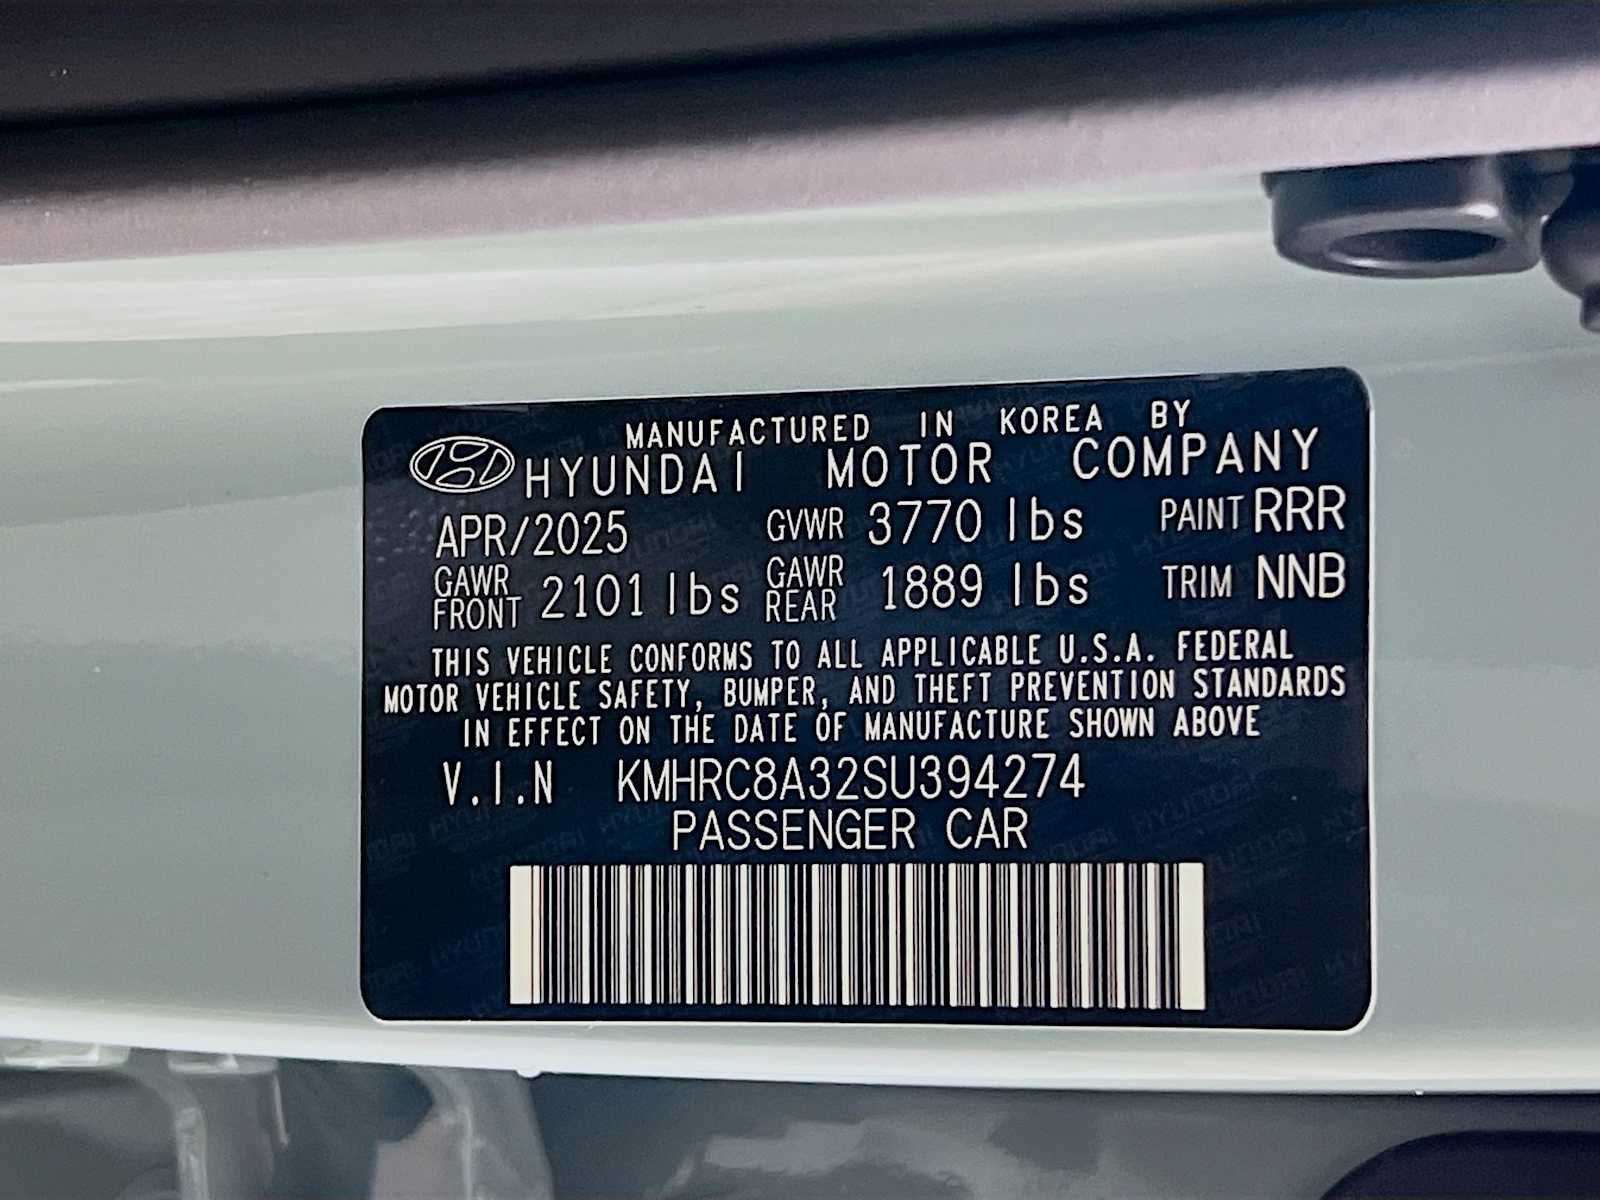 MANUFACTURED IN KOREA BY
HYUNDAI MOTOR COMPANY
APR/2025 GVWR 3770 lbs PAINT RRR
GAWR FRONT 2101 lbs GAWR REAR 1889 lbs TRIM NNB
THIS VEHICLE CONFORMS TO ALL APPLICABLE U.S.A. FEDERAL
MOTOR VEHICLE SAFETY, BUMPER, AND THEFT PREVENTION STANDARDS
IN EFFECT ON THE DATE OF MANUFACTURE SHOWN ABOVE
V.I.N KMHRC8A32SU394274
PASSENGER CAR